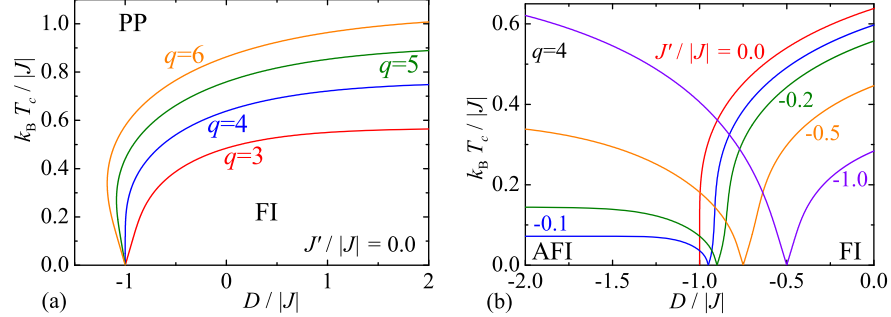 PP
q=6
q=5
q=4
q=3
FI
J′ / |J| = 0.0
k_B T_c / |J|
0.0
0.2
0.4
0.6
0.8
1.0
-1
0
1
2
(a)
D / |J|
q=4
J′ / |J| = 0.0
-0.2
-0.5
-1.0
-0.1
AFI
FI
k_B T_c / |J|
0.0
0.2
0.4
0.6
-2.0
-1.5
-1.0
-0.5
0.0
(b)
D / |J|